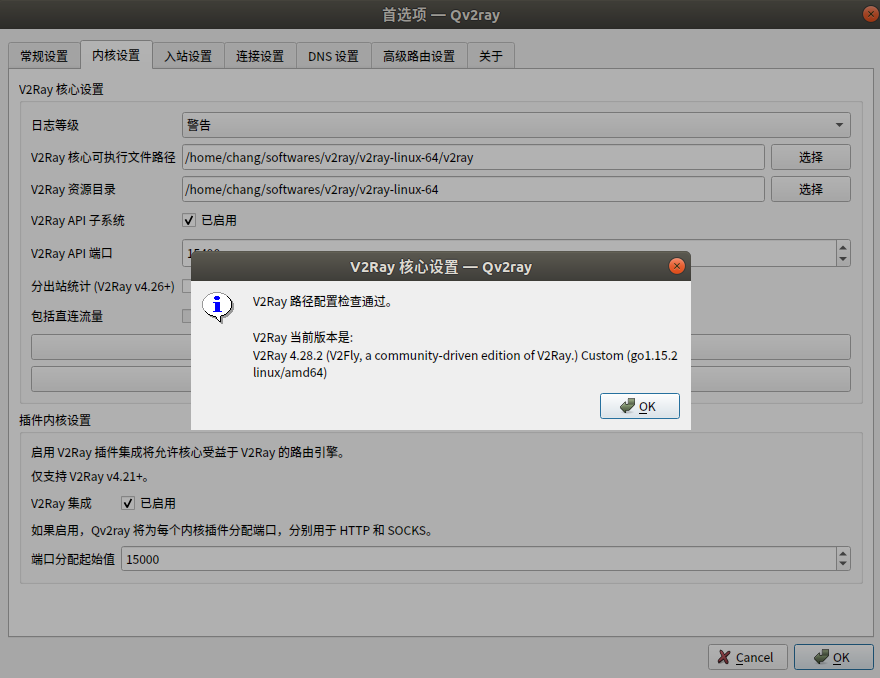 首选项 — Qv2ray
常规设置 内核设置 入站设置 连接设置 DNS 设置 高级路由设置 关于
V2Ray 核心设置
日志等级 警告
V2Ray 核心可执行文件路径 /home/chang/softwares/v2ray/v2ray-linux-64/v2ray 选择
V2Ray 资源目录 /home/chang/softwares/v2ray/v2ray-linux-64 选择
V2Ray API 子系统 已启用
V2Ray API 端口
V2Ray 核心设置 — Qv2ray
分出站统计 (V2Ray v4.26+)
包括直连流量
V2Ray 路径配置检查通过。
V2Ray 当前版本是:
V2Ray 4.28.2 (V2Fly, a community-driven edition of V2Ray.) Custom (go1.15.2
linux/amd64)
OK
插件内核设置
启用 V2Ray 插件集成将允许核心受益于 V2Ray 的路由引擎。
仅支持 V2Ray v4.21+。
V2Ray 集成 已启用
如果启用，Qv2ray 将为每个内核插件分配端口，分别用于 HTTP 和 SOCKS。
端口分配起始值 15000
Cancel OK